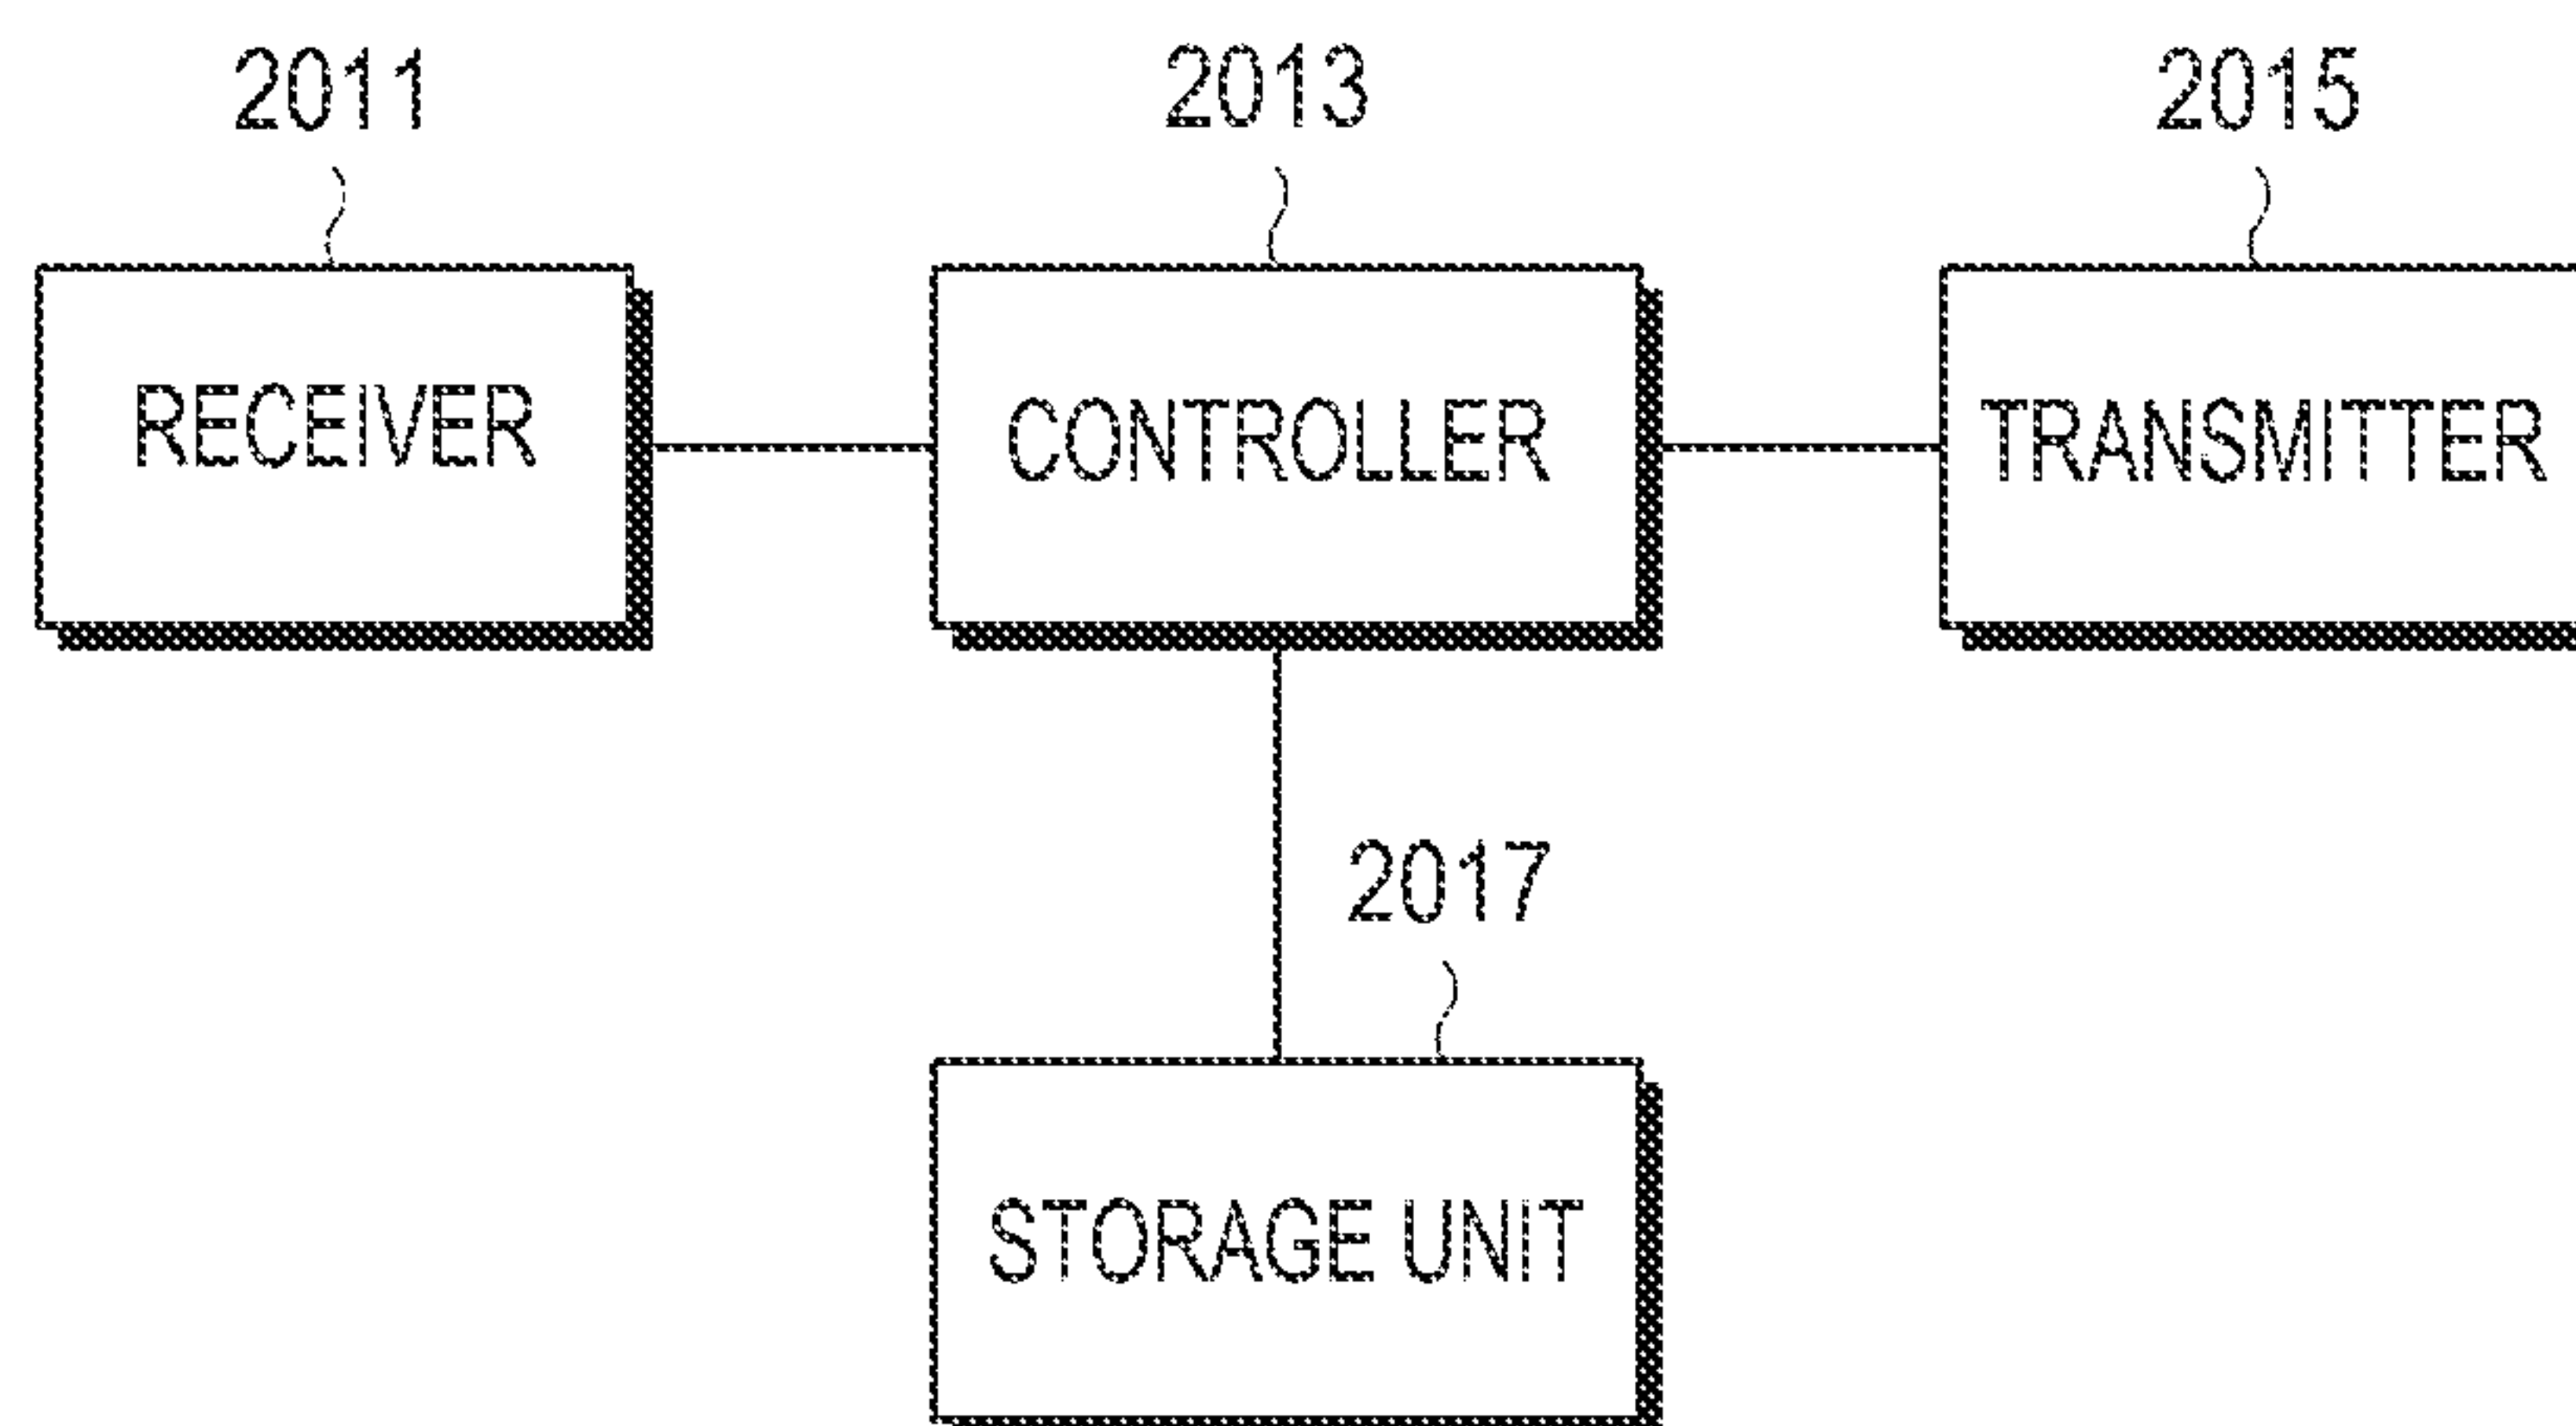 2011
2013
2015
RECEIVER
CONTROLLER
TRANSMITTER
2017
STORAGE UNIT